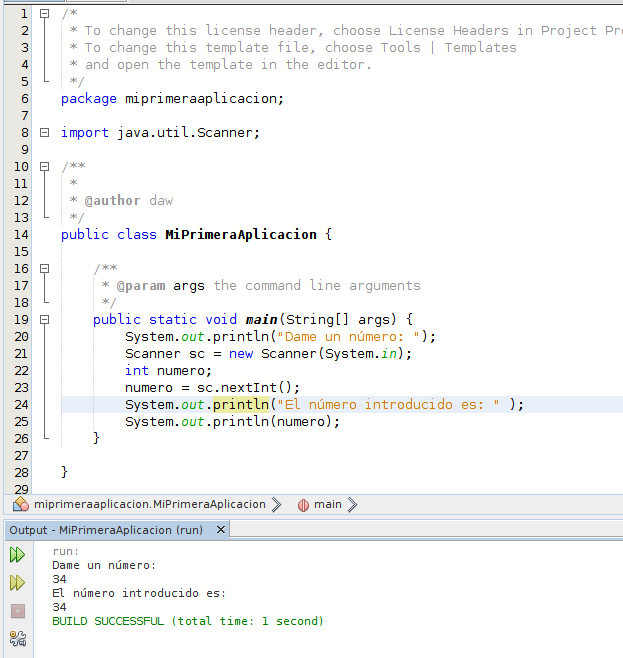 1 /*
2 * To change this license header, choose License Headers in Project Pr
3 * To change this template file, choose Tools | Templates
4 * and open the template in the editor.
5 */
6 package miprimeraaplicacion;
7
8 import java.util.Scanner;
9
10 /**
11 *
12 * @author daw
13 */
14 public class MiPrimeraAplicacion {
15
16 /**
17 * @param args the command line arguments
18 */
19 public static void main(String[] args) {
20 System.out.println("Dame un número: ");
21 Scanner sc = new Scanner(System.in);
22 int numero;
23 numero = sc.nextInt();
24 System.out.println("El número introducido es: " );
25 System.out.println(numero);
26 }
27
28 }
29
miprimeraaplicacion.MiPrimeraAplicacion main
Output - MiPrimeraAplicacion (run) ×
run:
Dame un número:
34
El número introducido es:
34
BUILD SUCCESSFUL (total time: 1 second)